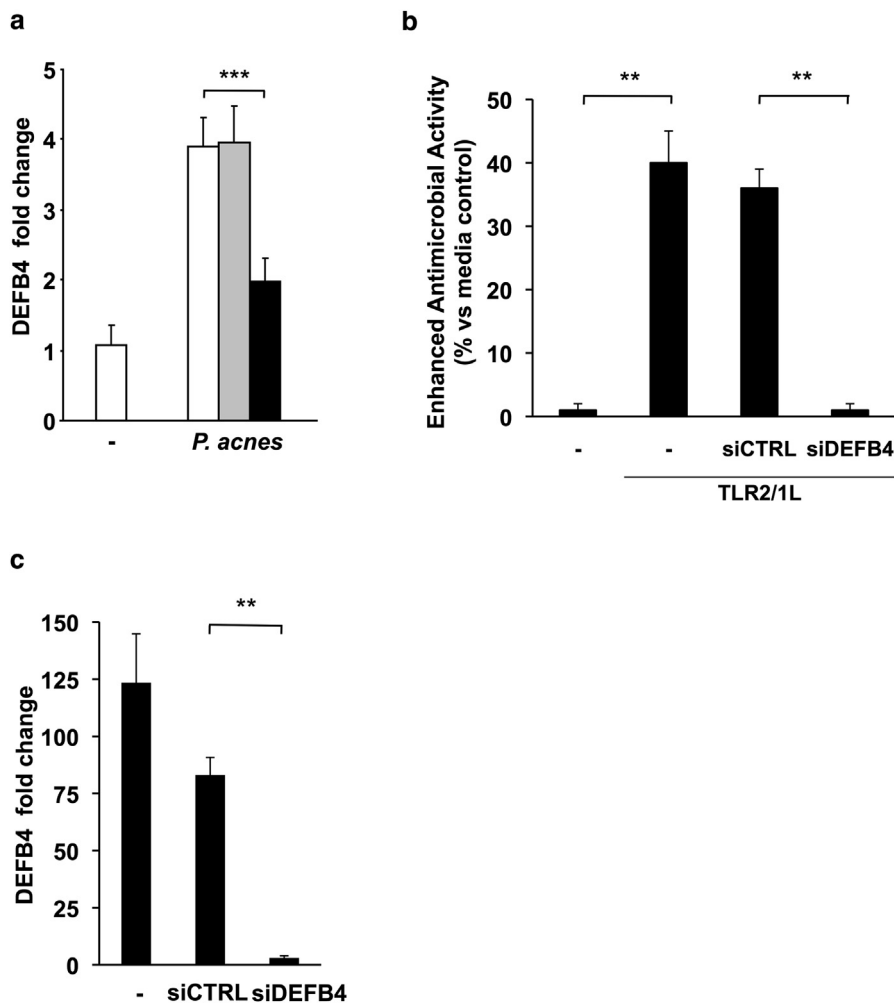 a
DEFB4 fold change
5
4
3
2
1
0
***
-
P. acnes
b
Enhanced Antimicrobial Activity
(% vs media control)
50
40
30
20
10
0
**
**
-
-
siCTRL
siDEFB4
TLR2/1L
c
DEFB4 fold change
150
125
100
75
50
25
0
**
-
siCTRL
siDEFB4